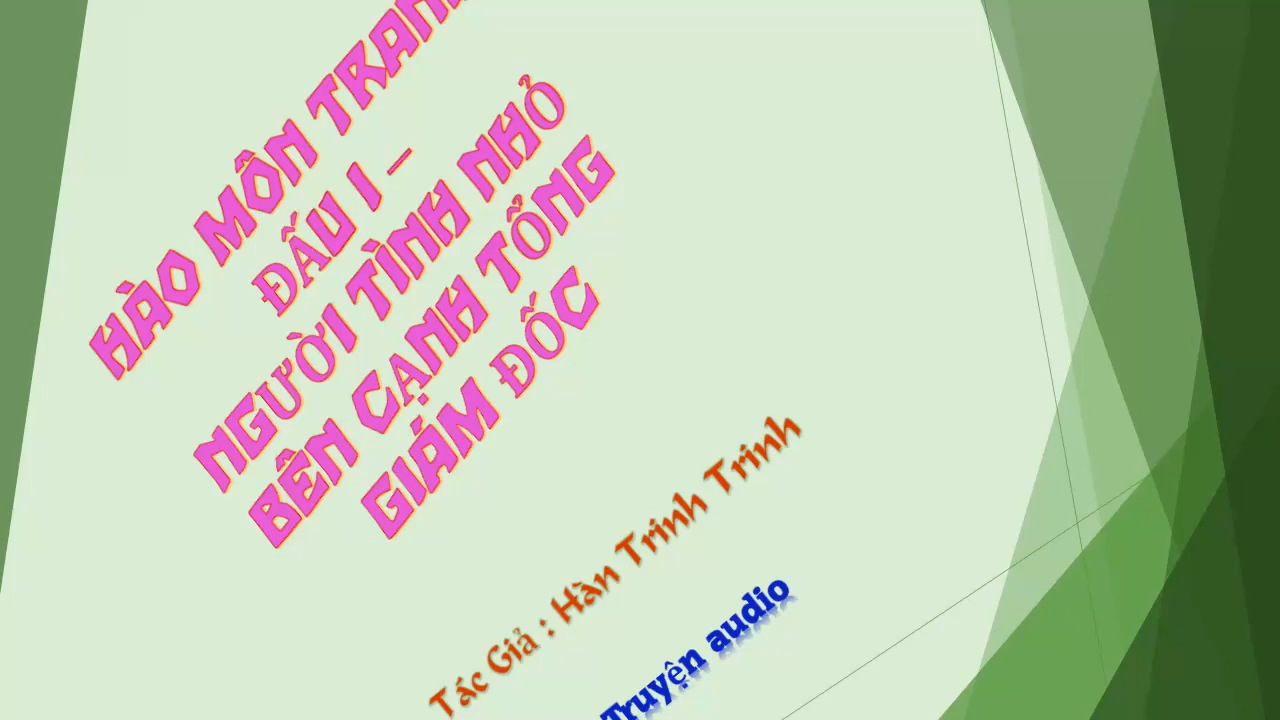 HÀO MÔN TRANH
ĐẤU I –
NGƯỜI TÌNH NHỎ
BÊN CẠNH TỔNG
GIÁM ĐỐC
Tác Giả : Hàn Trinh Trinh
Truyện audio